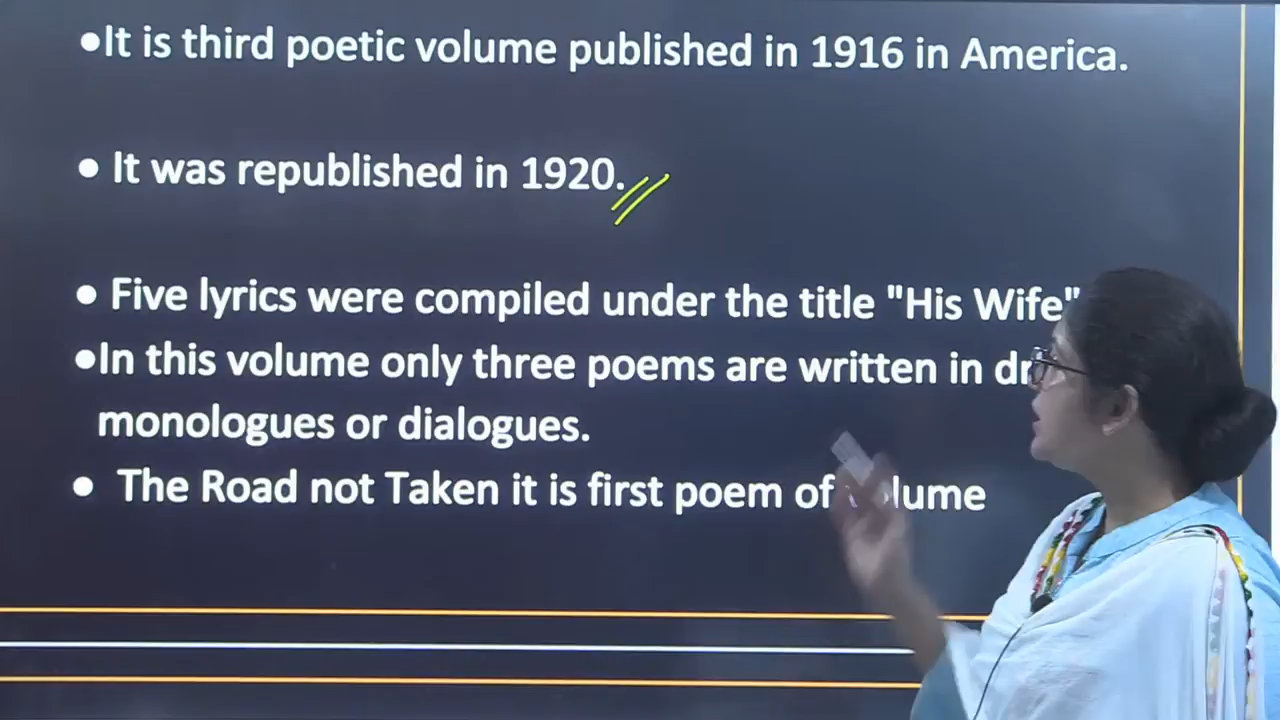 ●It is third poetic volume published in 1916 in America.
● It was republished in 1920.
● Five lyrics were compiled under the title "His Wife"
●In this volume only three poems are written in
monologues or dialogues.
● The Road not Taken it is first poem of